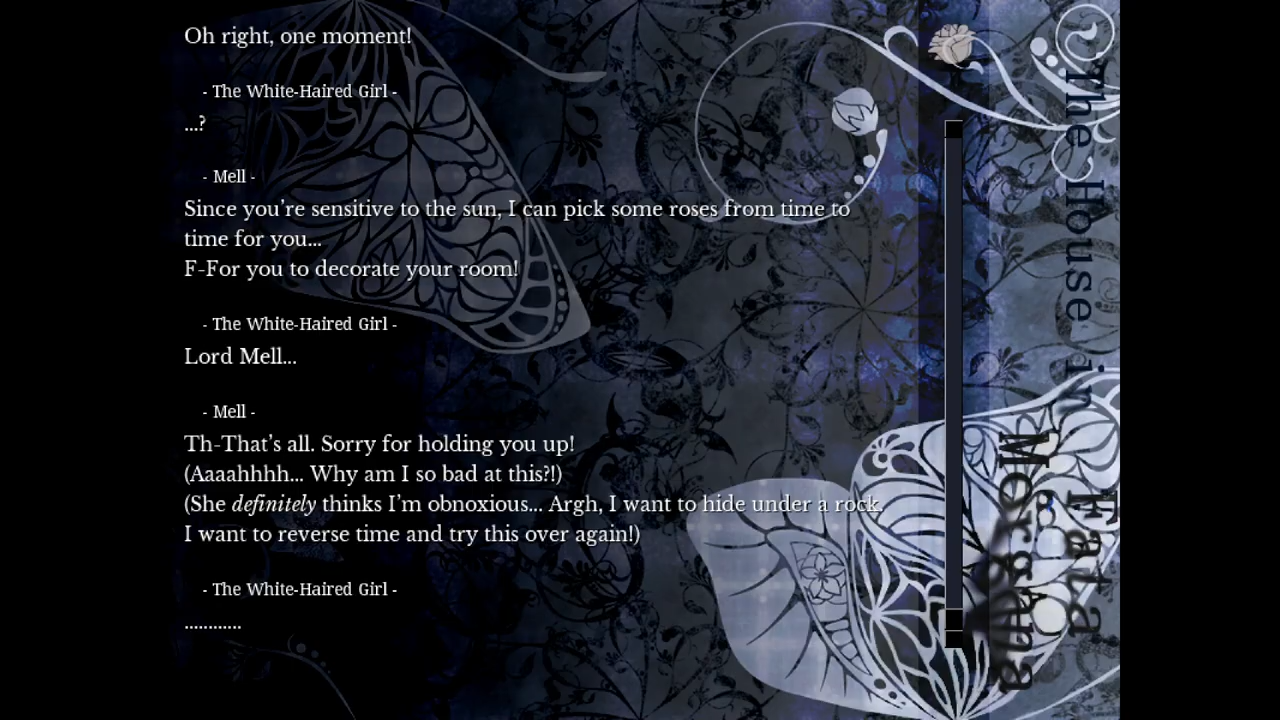 Oh right, one moment!
- The White-Haired Girl -
...?
- Mell -
Since you're sensitive to the sun, I can pick some roses from time to
time for you...
F-For you to decorate your room!
- The White-Haired Girl -
Lord Mell...
- Mell -
Th-That's all. Sorry for holding you up!
(Aaaahhhh... Why am I so bad at this?!)
(She definitely thinks I'm obnoxious... Argh, I want to hide under a rock.
I want to reverse time and try this over again!)
- The White-Haired Girl -
............
The House in
Fata
Morgana